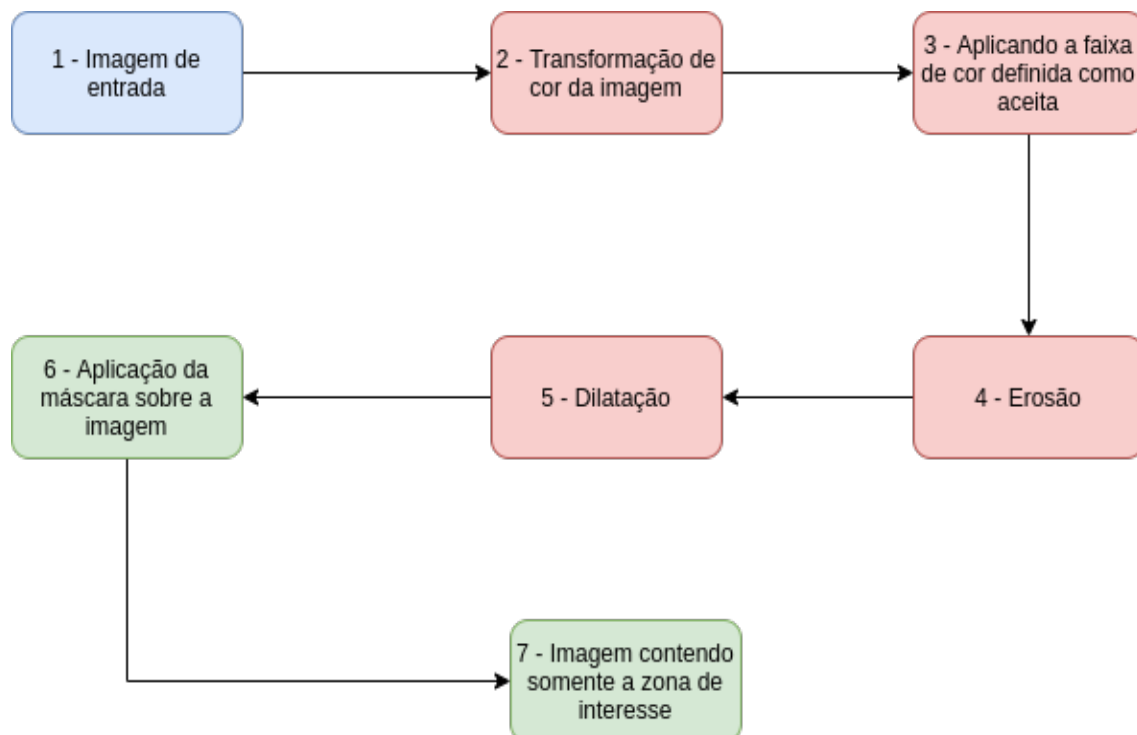 1 - Imagem de
entrada
2 - Transformação de
cor da imagem
3 - Aplicando a faixa
de cor definida como
aceita
4 - Erosão
5 - Dilatação
6 - Aplicação da
máscara sobre a
imagem
7 - Imagem contendo
somente a zona de
interesse